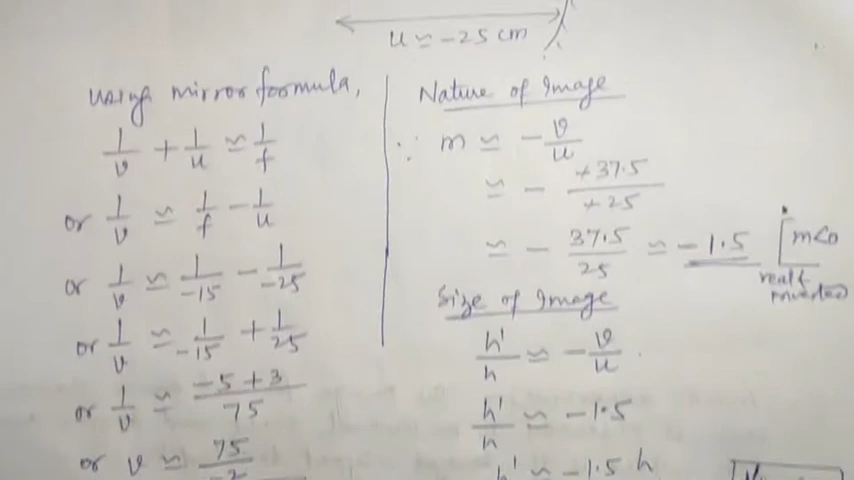 u ≃ -25 cm
using mirror formula,
1/v + 1/u ≃ 1/f
or 1/v ≃ 1/f - 1/u
or 1/v ≃ 1/-15 - 1/-25
or 1/v ≃ 1/-15 + 1/25
or 1/v ≃ -5+3/75
or v ≃ 75/-2
Nature of Image
∵ m ≃ - v/u
≃ - +37.5/+25
≃ - 37.5/25 ≃ -1.5 [m<0
real &
inverted
Size of Image
h'/h ≃ - v/u
h'/h ≃ -1.5
h' ≃ -1.5 h